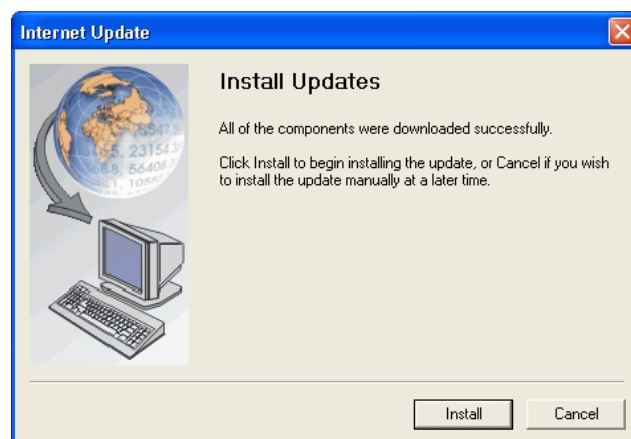 Internet Update
Install Updates
All of the components were downloaded successfully.
Click Install to begin installing the update, or Cancel if you wish
to install the update manually at a later time.
Install
Cancel